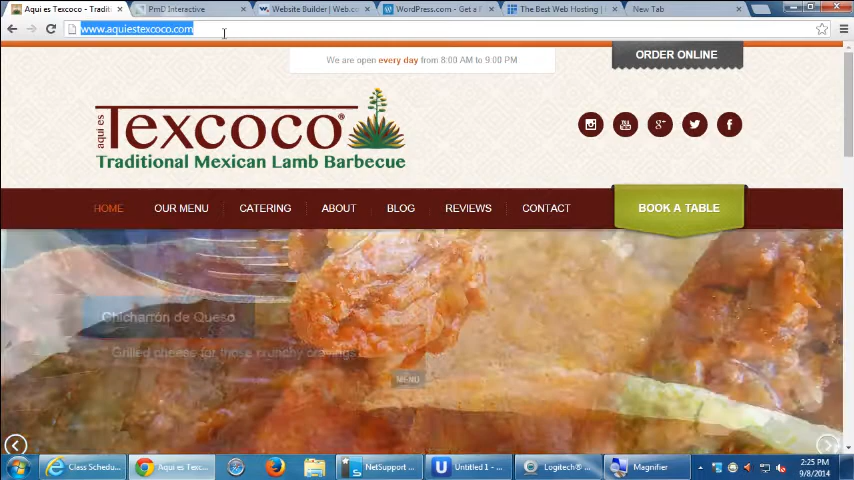 Aqui es Texcoco - Traditi
PmD Interactive
Website Builder | Web.c
WordPress.com - Get a F
The Best Web Hosting |
New Tab
www.aquiestexcoco.com
We are open every day from 8:00 AM to 9:00 PM
ORDER ONLINE
aquí es Texcoco®
Traditional Mexican Lamb Barbecue
HOME OUR MENU CATERING ABOUT BLOG REVIEWS CONTACT BOOK A TABLE
Chicharrón de Queso
Grilled cheese for those crunchy cravings
MENU
Class Schedu...
Aqui es Texc...
NetSupport ...
Untitled 1 - ...
Logitech® ...
Magnifier
2:25 PM
9/8/2014